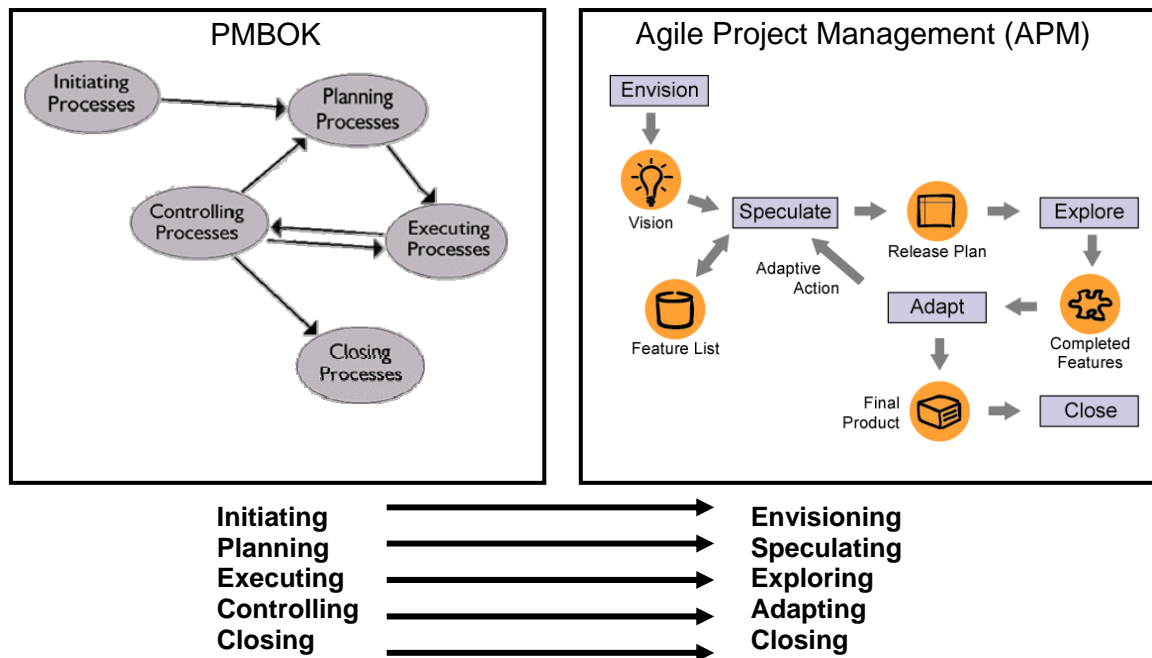 PMBOK
Initiating
Processes
Planning
Processes
Controlling
Processes
Executing
Processes
Closing
Processes
Agile Project Management (APM)
Envision
Vision
Speculate
Release Plan
Explore
Adaptive
Action
Feature List
Adapt
Completed
Features
Final
Product
Close
Initiating
Planning
Executing
Controlling
Closing
Envisioning
Speculating
Exploring
Adapting
Closing